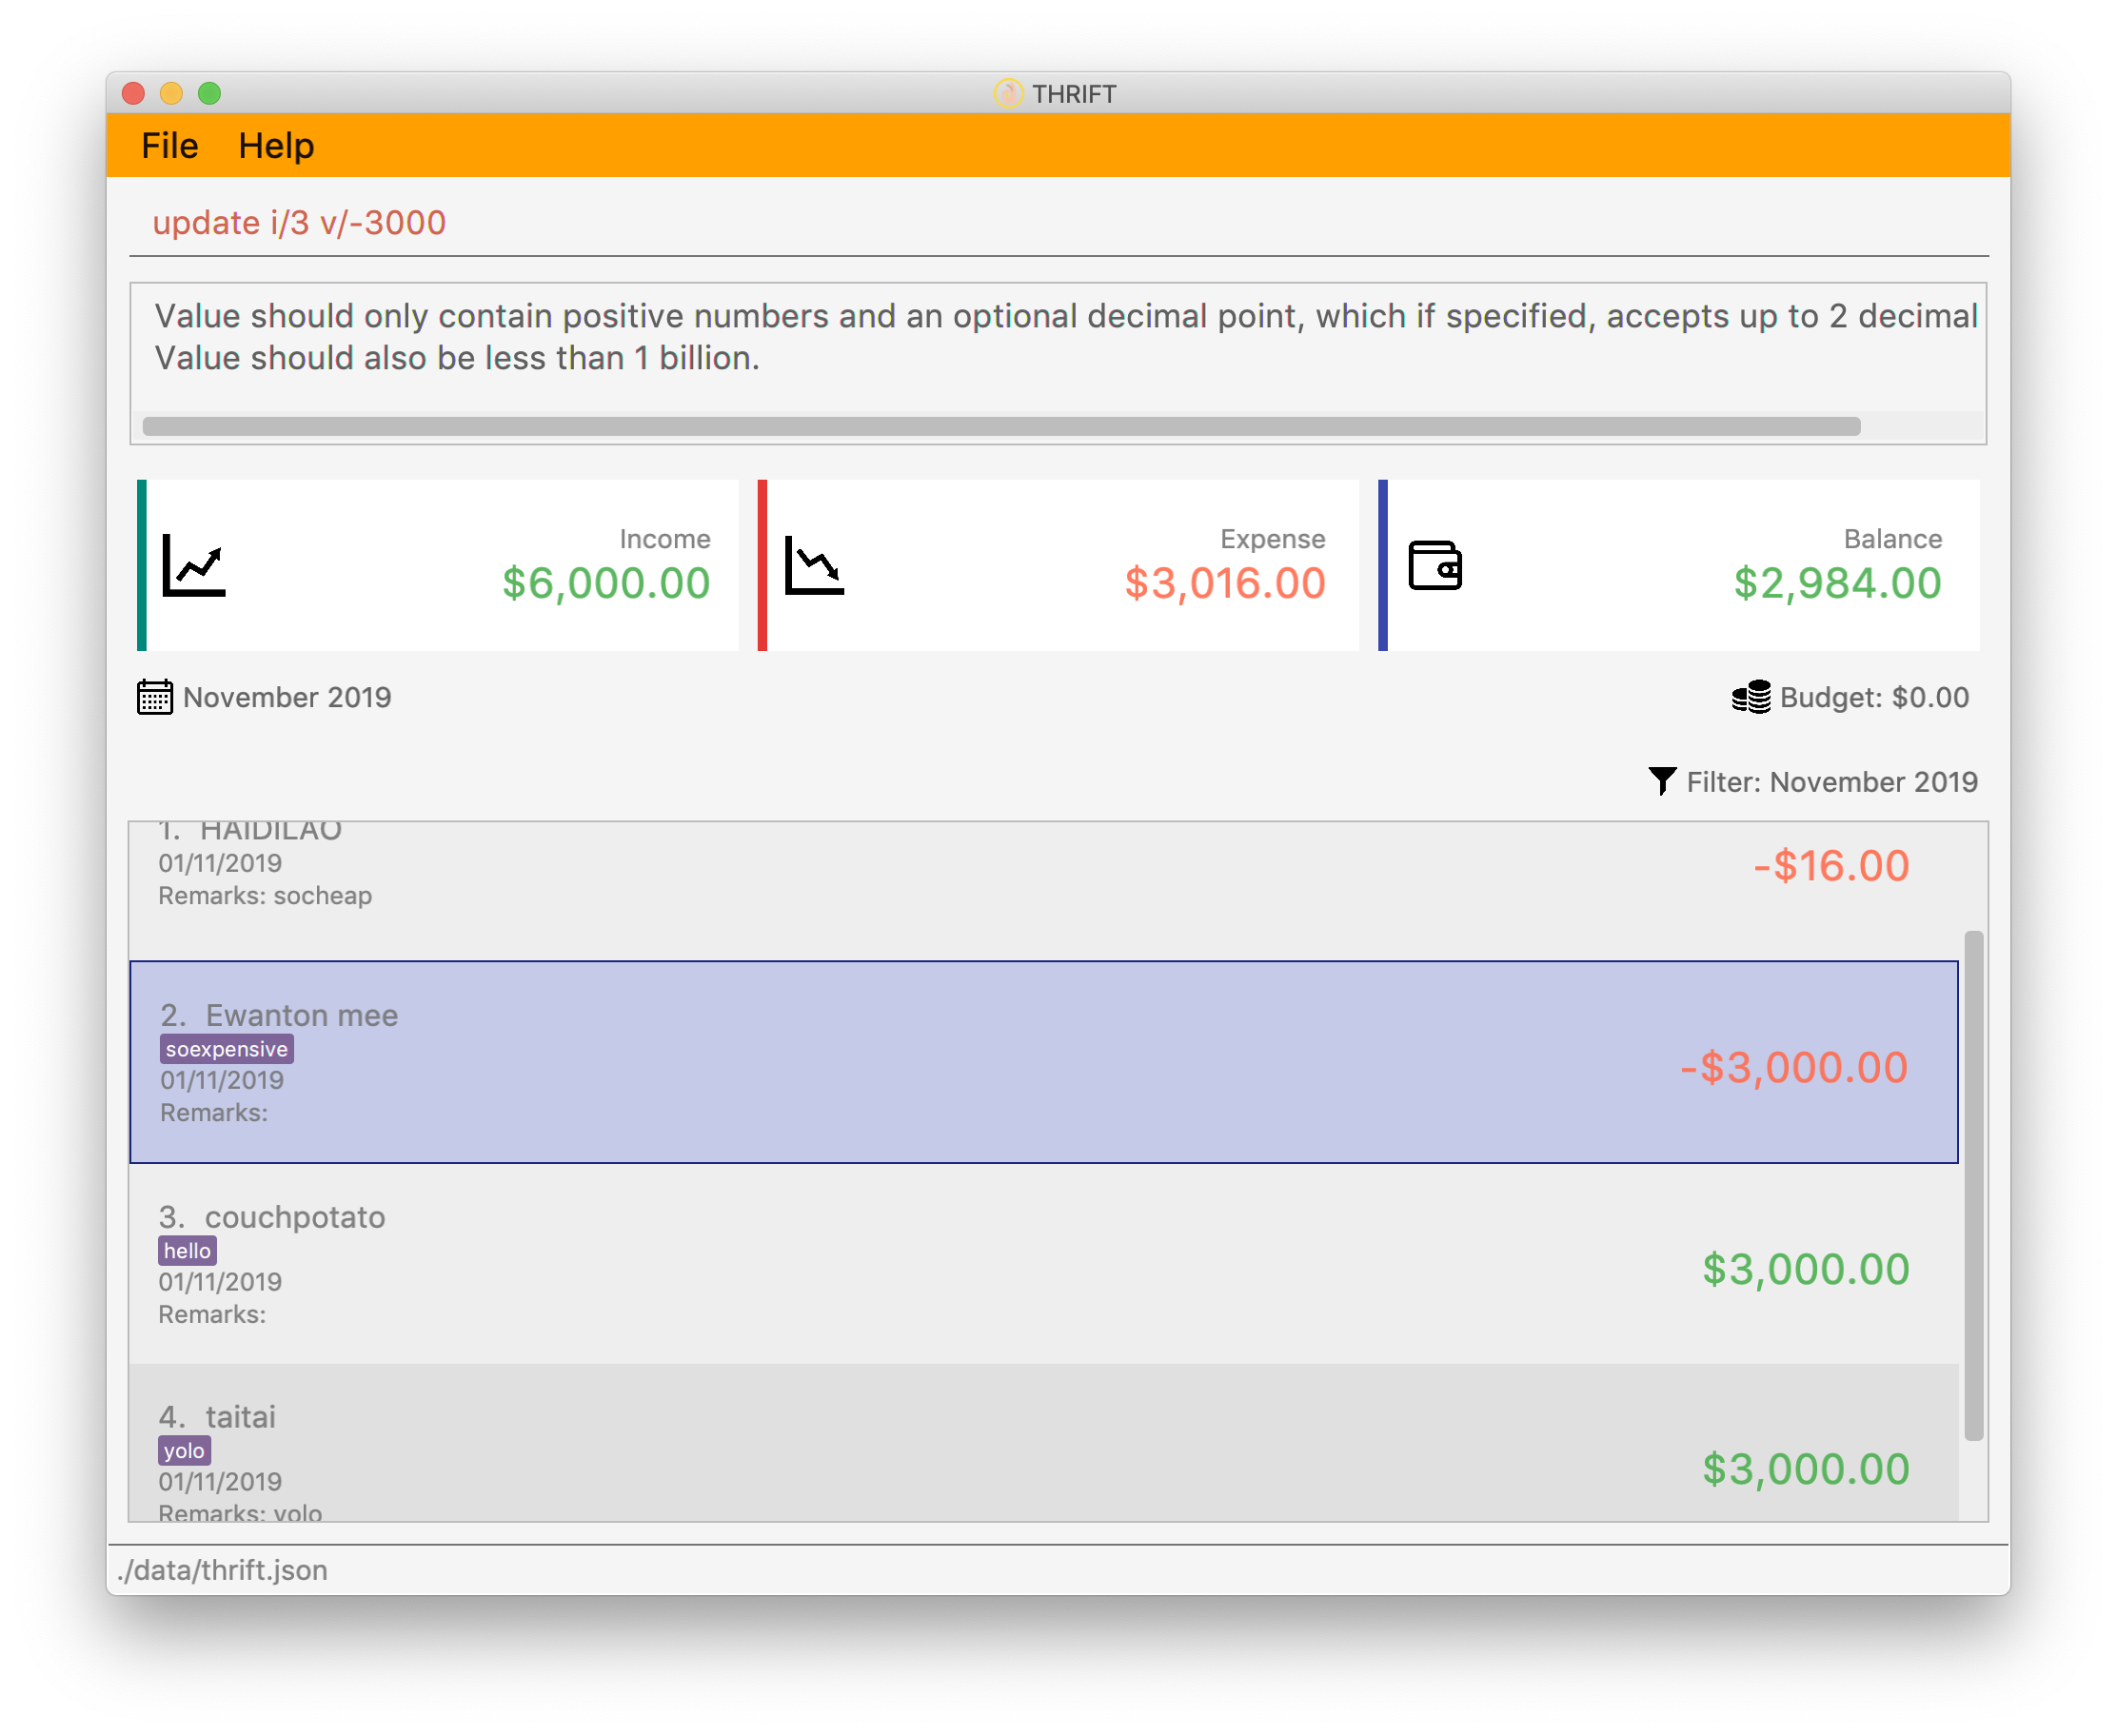 THRIFT
File Help
update i/3 v/-3000
Value should only contain positive numbers and an optional decimal point, which if specified, accepts up to 2 decimal
Value should also be less than 1 billion.
Income
$6,000.00
Expense
$3,016.00
Balance
$2,984.00
November 2019
Budget: $0.00
Filter: November 2019
1. HAIDILAO
01/11/2019
Remarks: socheap
-$16.00
2. Ewanton mee
soexpensive
01/11/2019
Remarks:
-$3,000.00
3. couchpotato
hello
01/11/2019
Remarks:
$3,000.00
4. taitai
yolo
01/11/2019
Remarks: yolo
$3,000.00
./data/thrift.json